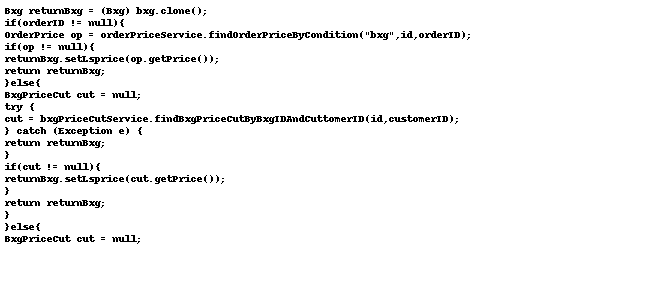 Bxg returnBxg = (Bxg) bxg.clone();
if(orderID != null){
OrderPrice op = orderPriceService.findOrderPriceByCondition("bxg",id,orderID);
if(op != null){
returnBxg.setLsprice(op.getPrice());
return returnBxg;
}else{
BxgPriceCut cut = null;
try {
cut = bxgPriceCutService.findBxgPriceCutByBxgIDAndCuttomerID(id,customerID);
} catch (Exception e) {
return returnBxg;
}
if(cut != null){
returnBxg.setLsprice(cut.getPrice());
}
return returnBxg;
}
}else{
BxgPriceCut cut = null;